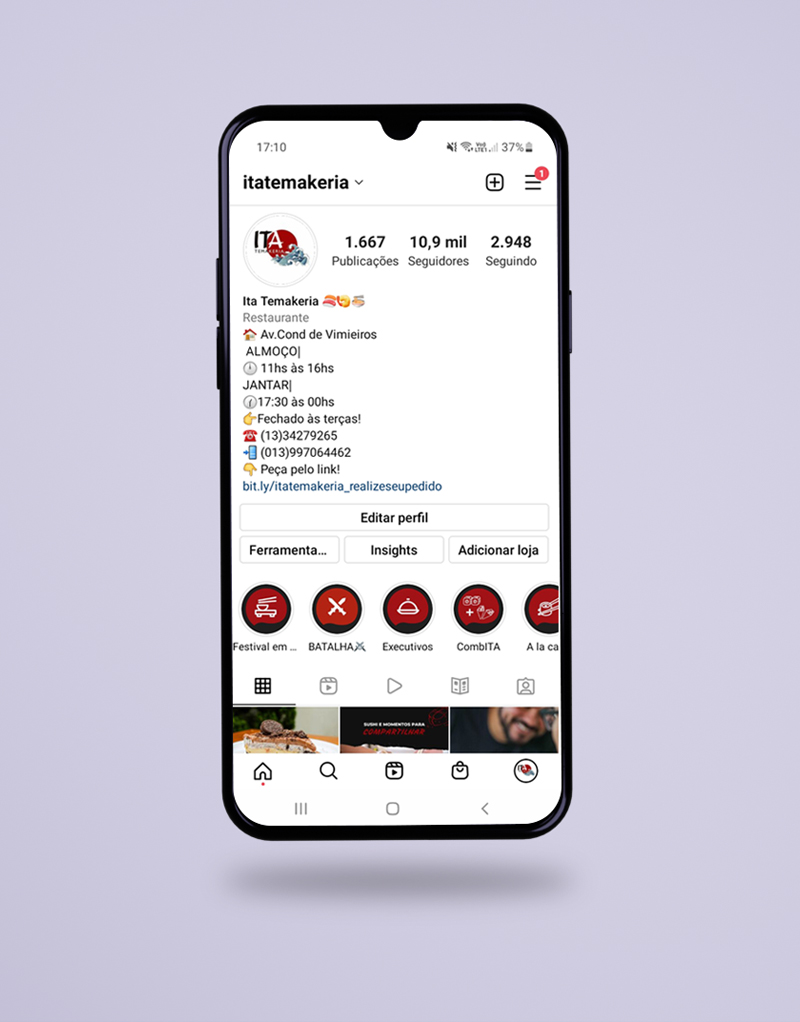 17:10
Vo)) LTE1 37%
itatemakeria
1
ITA
TEMAKERIA
1.667 10,9 mil 2.948
Publicações Seguidores Seguindo
Ita Temakeria 🍣🍤🍜
Restaurante
🏠 Av.Cond de Vimieiros
ALMOÇO|
🕛 11hs às 16hs
JANTAR|
🕜17:30 às 00hs
👉Fechado às terças!
☎️ (13)34279265
📲 (013)997064462
👇 Peça pelo link!
bit.ly/itatemakeria_realizeseupedido
Editar perfil
Ferramenta... Insights Adicionar loja
Festival em ... BATALHA⚔️ Executivos CombITA A la ca
SUSHI E MOMENTOS PARA
COMPARTILHAR
ITA